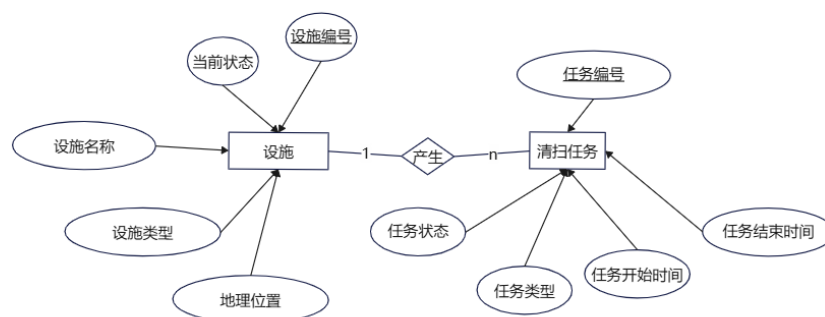 设施编号
当前状态
任务编号
设施名称
设施
1
产生
n
清扫任务
设施类型
任务状态
任务结束时间
任务开始时间
任务类型
地理位置